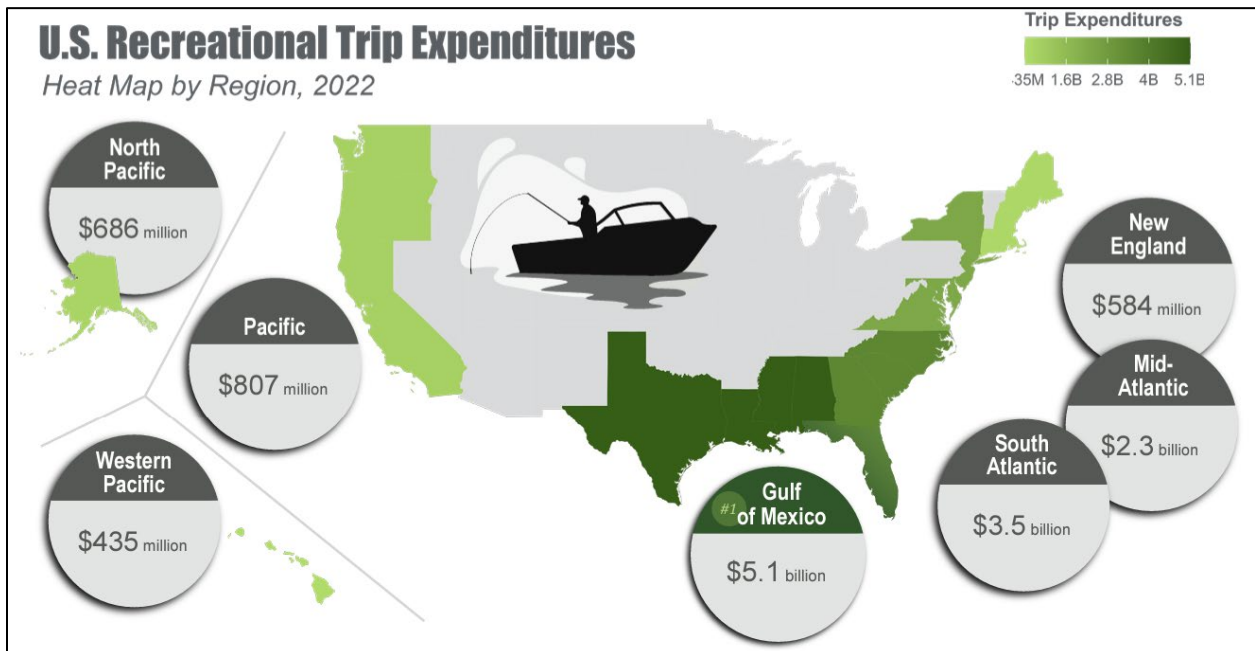 U.S. Recreational Trip Expenditures
Heat Map by Region, 2022
Trip Expenditures
35M 1.6B 2.8B 4B 5.1B
North
Pacific
$686 million
Pacific
$807 million
Western
Pacific
$435 million
New
England
$584 million
Mid-
Atlantic
$2.3 billion
South
Atlantic
$3.5 billion
#1
Gulf
of Mexico
$5.1 billion